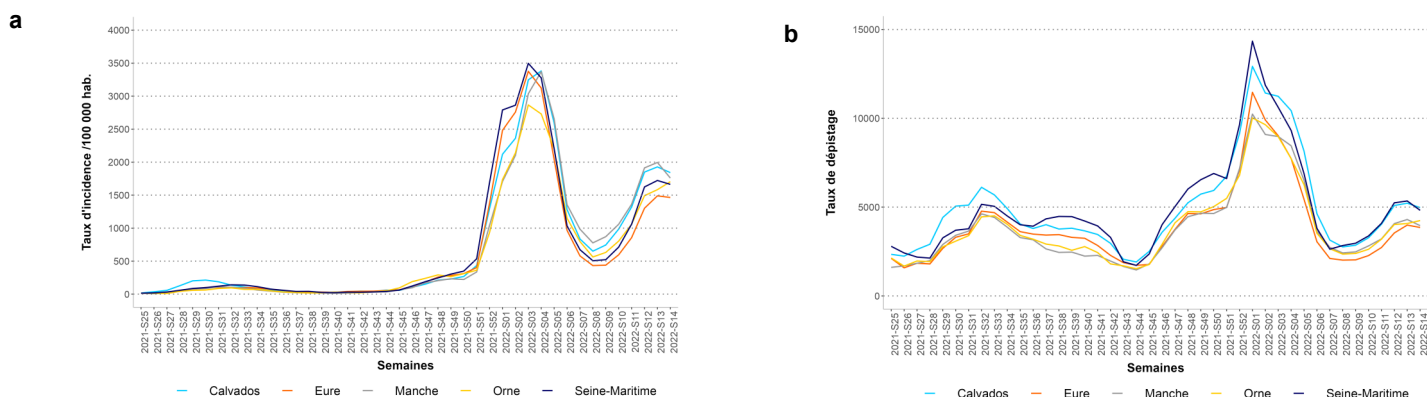 a
Taux d'incidence /100 000 hab.
4000
3500
3000
2500
2000
1500
1000
500
0
2021-S25
2021-S26
2021-S27
2021-S28
2021-S29
2021-S30
2021-S31
2021-S32
2021-S33
2021-S34
2021-S35
2021-S36
2021-S37
2021-S38
2021-S39
2021-S40
2021-S41
2021-S42
2021-S43
2021-S44
2021-S45
2021-S46
2021-S47
2021-S48
2021-S49
2021-S50
2021-S51
2021-S52
2022-S01
2022-S02
2022-S03
2022-S04
2022-S05
2022-S06
2022-S07
2022-S08
2022-S09
2022-S10
2022-S11
2022-S12
2022-S13
2022-S14
Semaines
Calvados Eure Manche Orne Seine-Maritime
b
Taux de dépistage
15000
10000
5000
0
2021-S25
2021-S26
2021-S27
2021-S28
2021-S29
2021-S30
2021-S31
2021-S32
2021-S33
2021-S34
2021-S35
2021-S36
2021-S37
2021-S38
2021-S39
2021-S40
2021-S41
2021-S42
2021-S43
2021-S44
2021-S45
2021-S46
2021-S47
2021-S48
2021-S49
2021-S50
2021-S51
2021-S52
2022-S01
2022-S02
2022-S03
2022-S04
2022-S05
2022-S06
2022-S07
2022-S08
2022-S09
2022-S10
2022-S11
2022-S12
2022-S13
2022-S14
Semaines
Calvados Eure Manche Orne Seine-Maritime